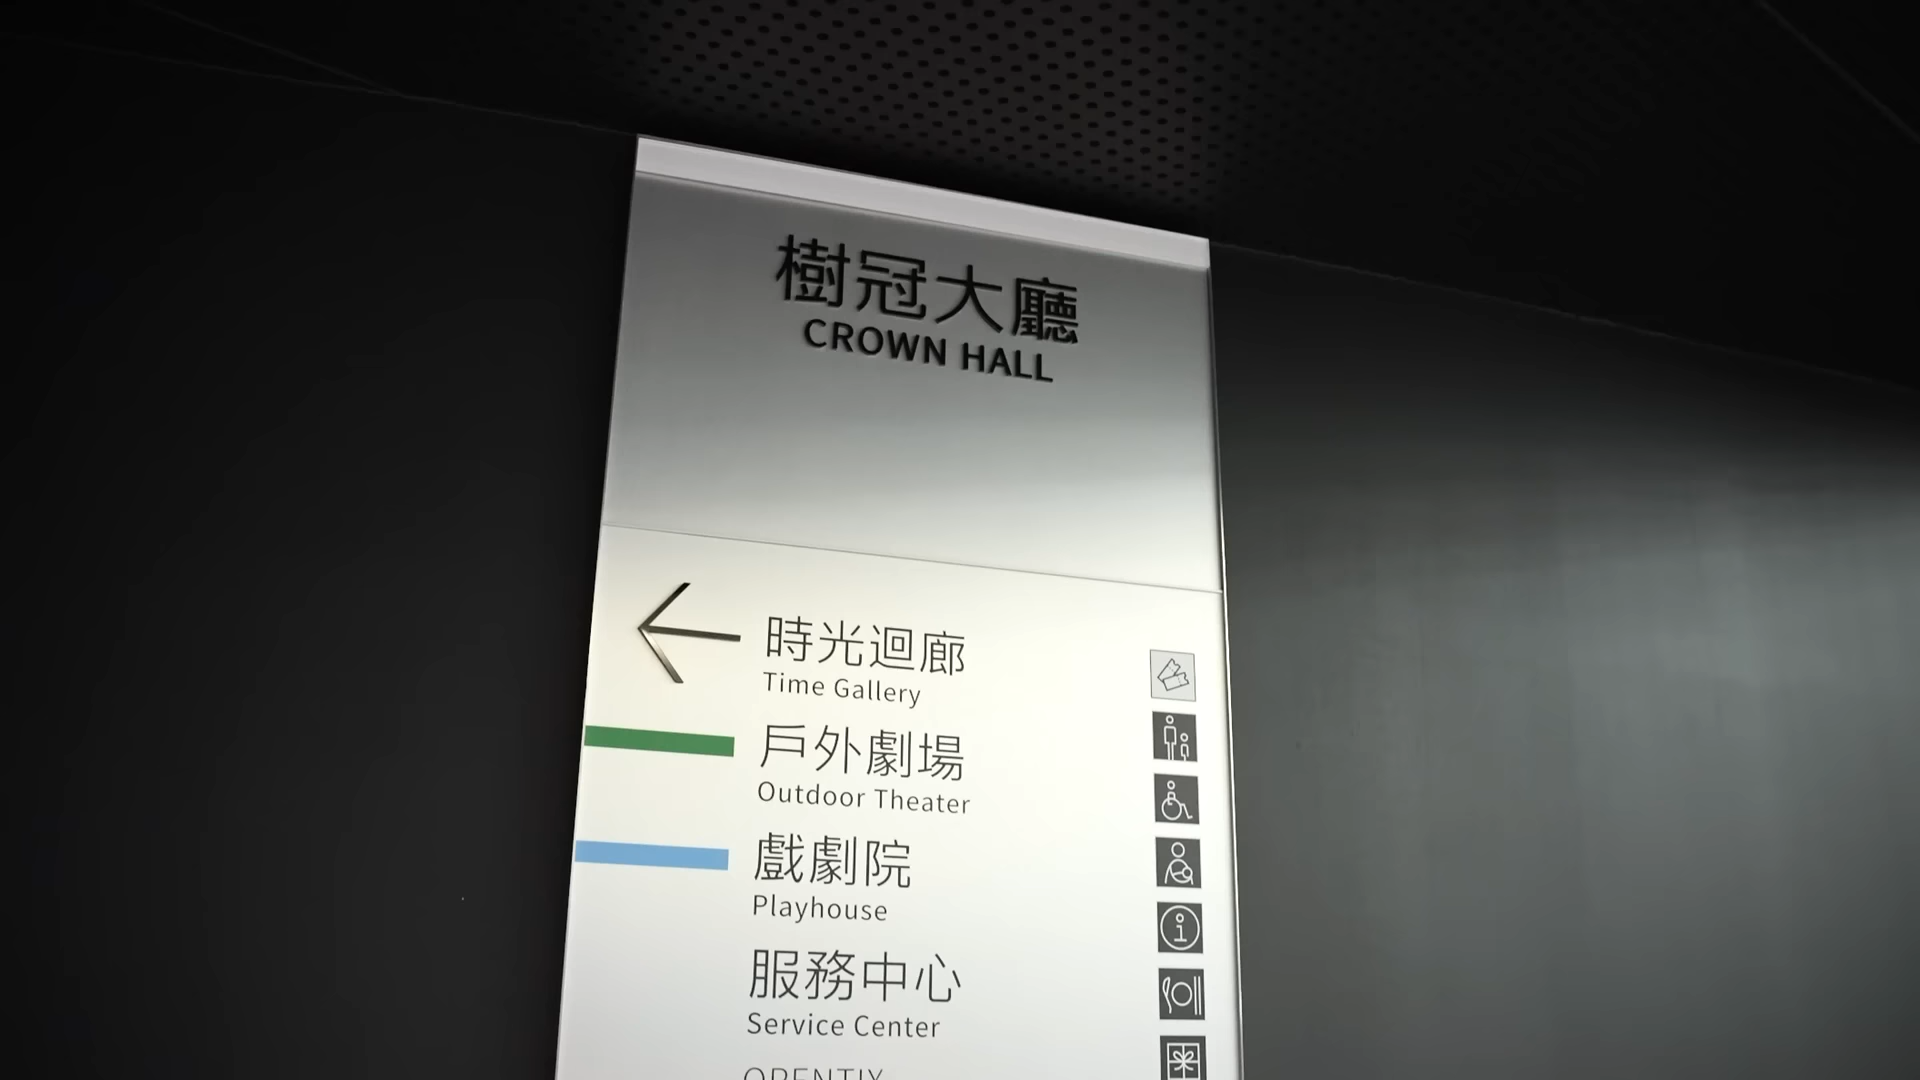 樹冠大廳
CROWN HALL
時光迴廊
Time Gallery
戶外劇場
Outdoor Theater
戲劇院
Playhouse
服務中心
Service Center
OPENTIX